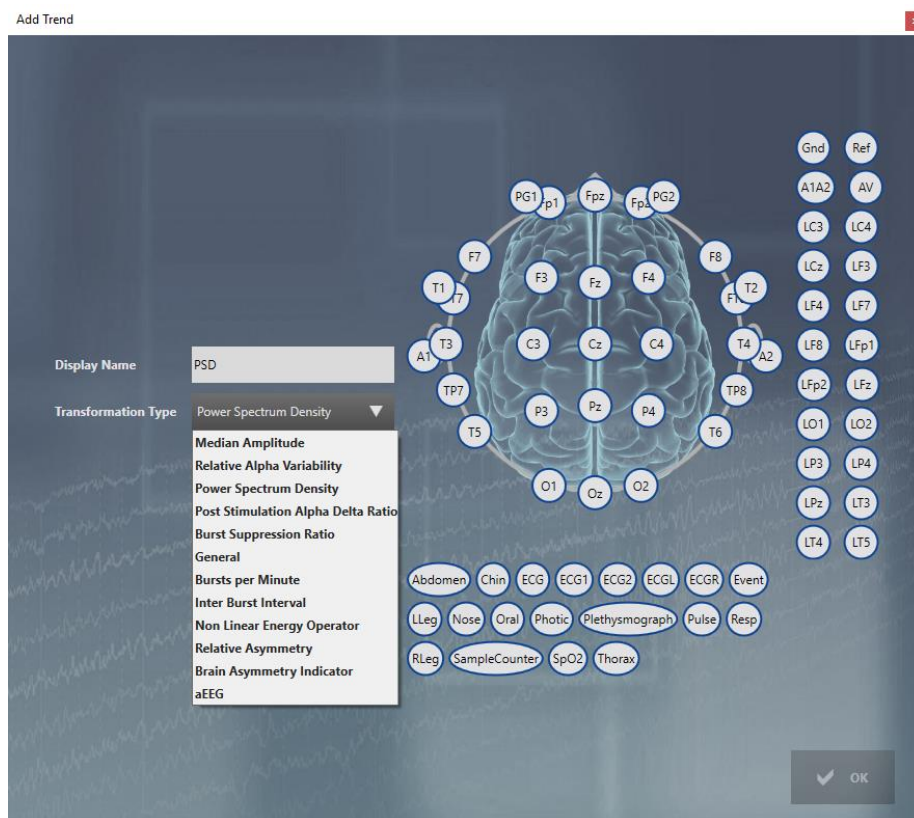 Add Trend
Display Name
PSD
Transformation Type
Power Spectrum Density
Median Amplitude
Relative Alpha Variability
Power Spectrum Density
Post Stimulation Alpha Delta Ratio
Burst Suppression Ratio
General
Bursts per Minute
Inter Burst Interval
Non Linear Energy Operator
Relative Asymmetry
Brain Asymmetry Indicator
aEEG
PG1 Fpz PG2
F7 F8
F3 Fz F4
T1 T2
T3 C3 Cz C4 T4
A1 A2
TP7 TP8
P3 Pz P4
T5 T6
O1 Oz O2
Gnd Ref
A1A2 AV
LC3 LC4
LCz LF3
LF4 LF7
LF8 LFp1
LFp2 LFz
LO1 LO2
LP3 LP4
LPz LT3
LT4 LT5
Abdomen Chin ECG ECG1 ECG2 ECGL ECGR Event
LLeg Nose Oral Photic Plethysmograph Pulse Resp
RLeg SampleCounter SpO2 Thorax
OK